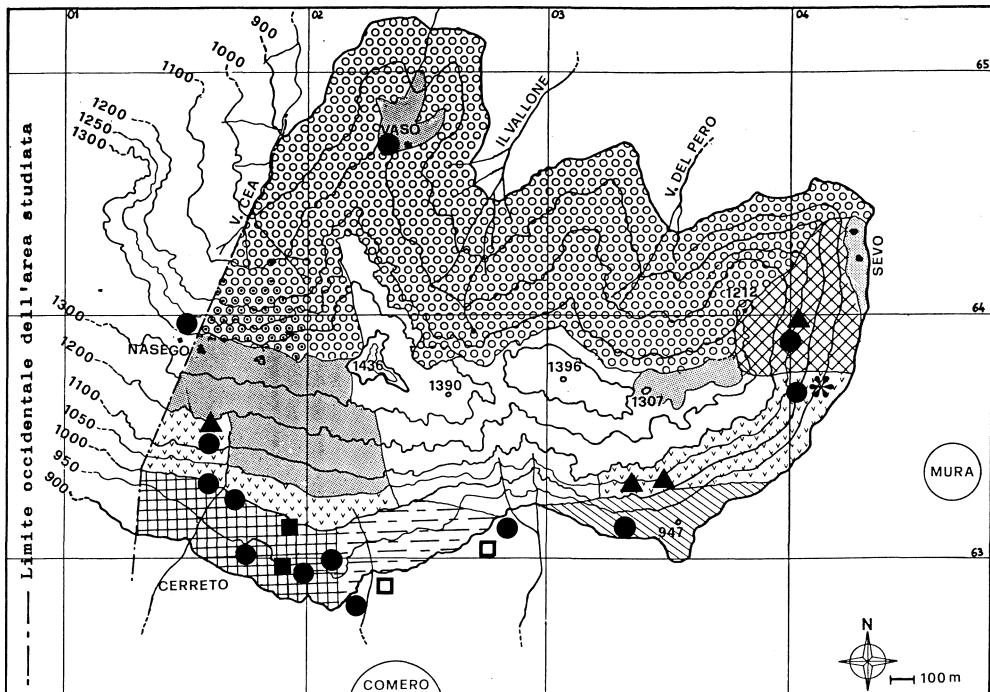 01
02
03
04
900
1000
1100
65
1200
1250
1300
VASO
IL VALLONE
V. DEL PERO
V. CEA
SEVO
1212
64
1300
NASEGO
1436
1390
1396
1307
1200
1100
1050
1000
950
900
MURA
947
63
CERRETO
N
100 m
COMERO
Limite occidentale dell'area studiata